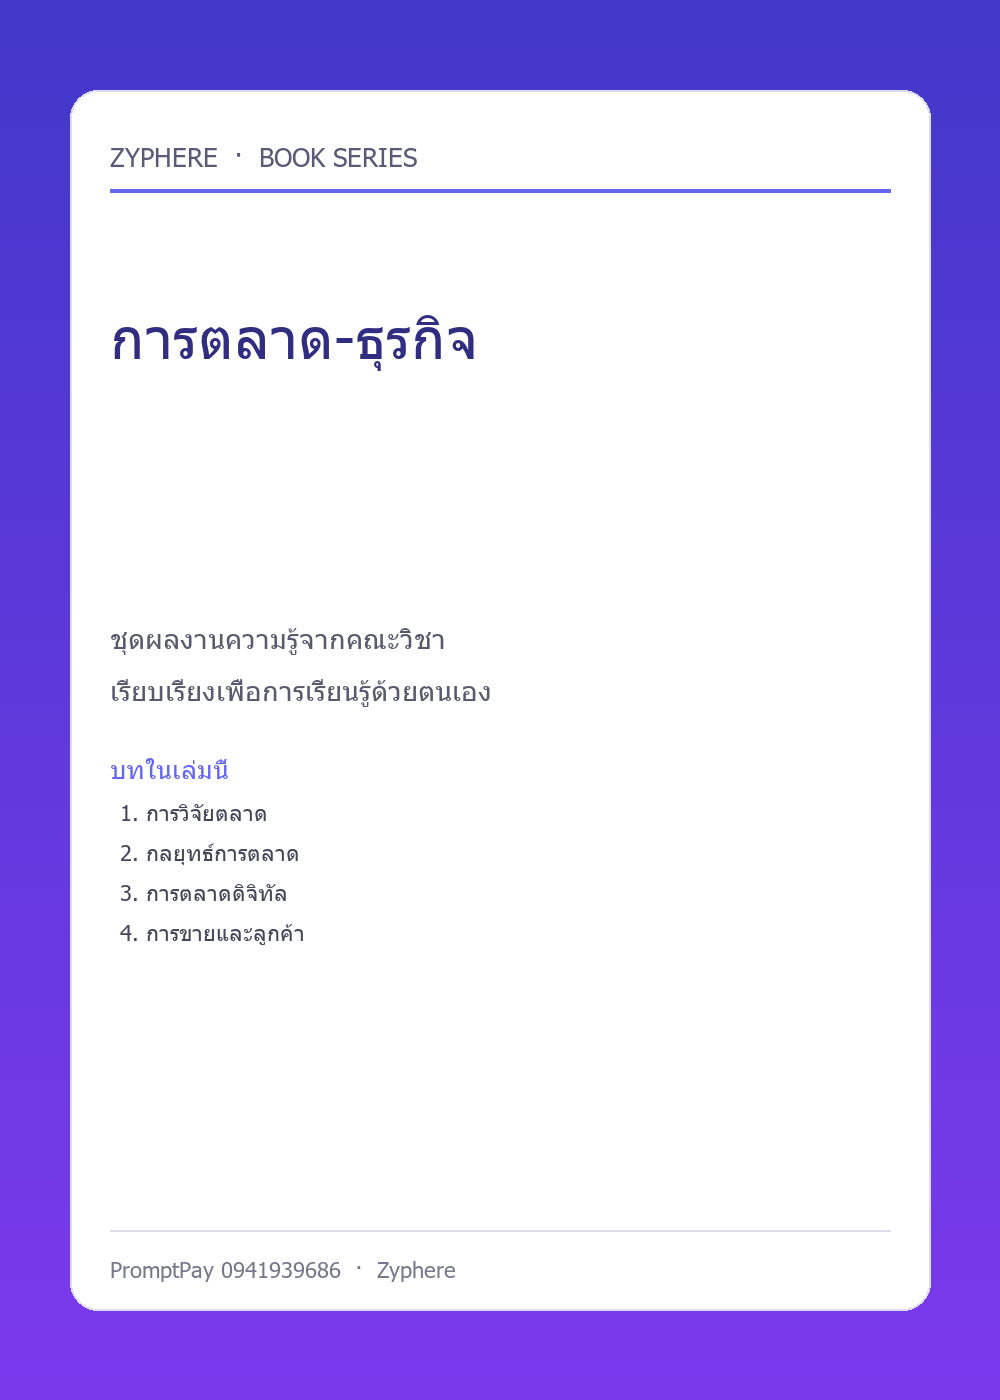 ZYPHERE · BOOK SERIES
การตลาด-ธุรกิจ
ชุดผลงานความรู้จากคณะวิชา
เรียบเรียงเพื่อการเรียนรู้ด้วยตนเอง
บทในเล่มนี้
1. การวิจัยตลาด
2. กลยุทธ์การตลาด
3. การตลาดดิจิทัล
4. การขายและลูกค้า
PromptPay 0941939686 · Zyphere